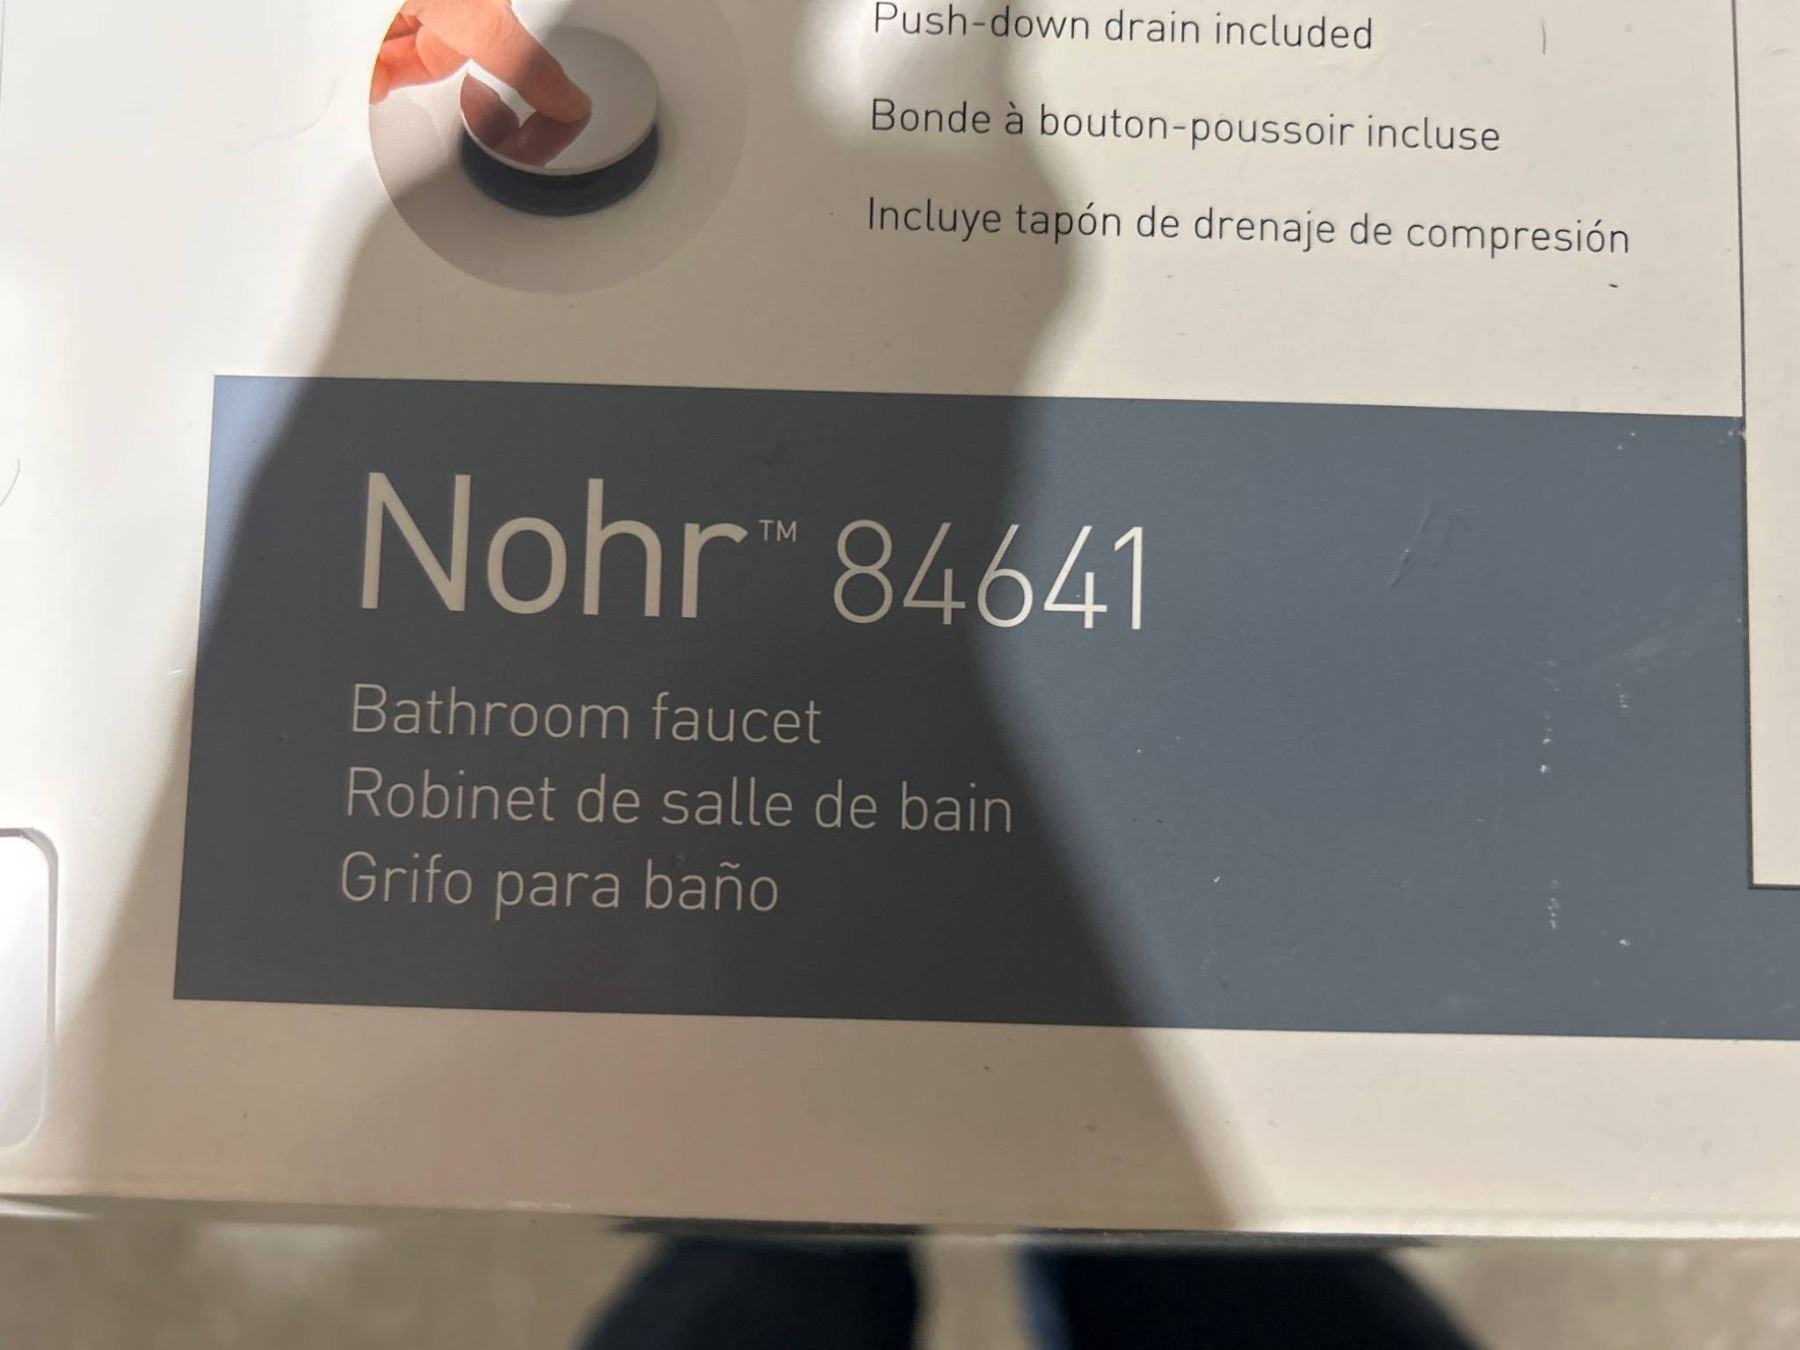 Push-down drain included
Bonde à bouton-poussoir incluse
Incluye tapón de drenaje de compresión
Nohr™ 84641
Bathroom faucet
Robinet de salle de bain
Grifo para baño